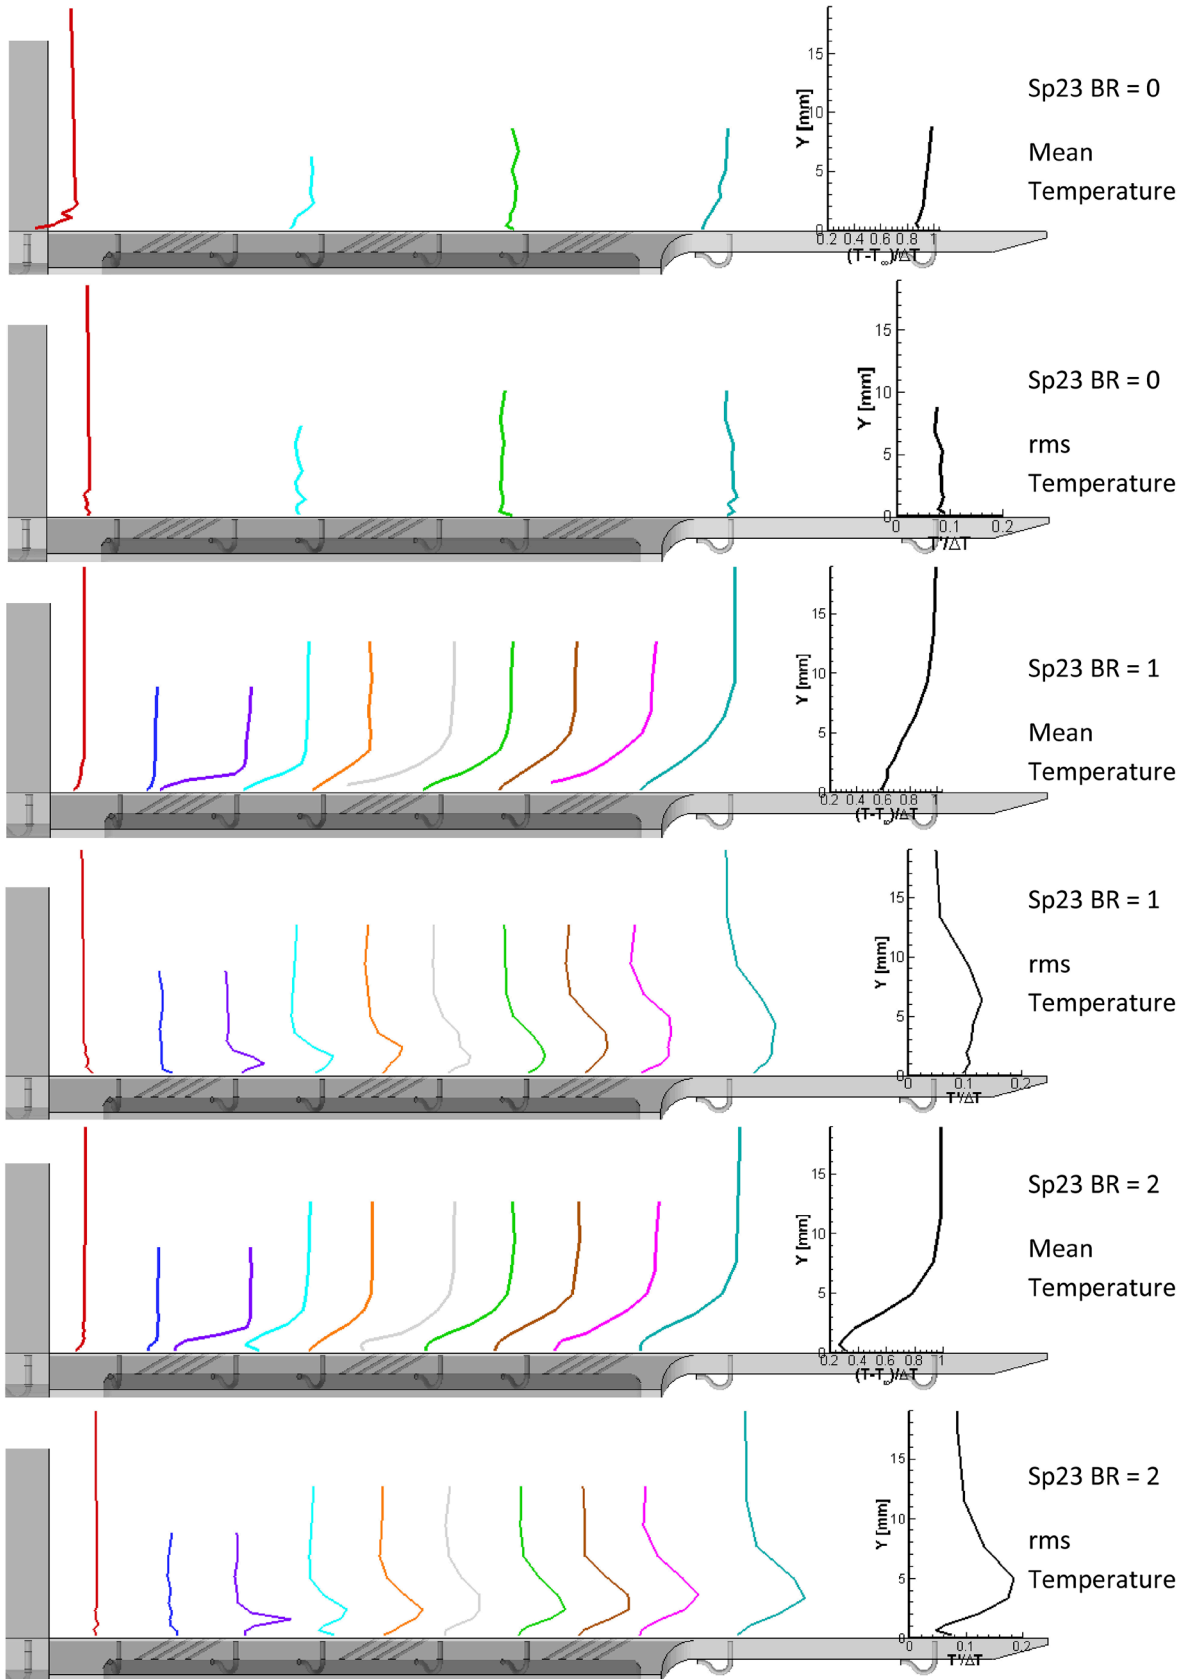 15
10
5
0
Y [mm]
0.2 0.4 0.6 0.8 1
(T-T∞)/ΔT
Sp23 BR = 0
Mean
Temperature
15
10
5
0
Y [mm]
0 0.1 0.2
T'/ΔT
Sp23 BR = 0
rms
Temperature
15
10
5
0
Y [mm]
0.2 0.4 0.6 0.8 1
(T-T∞)/ΔT
Sp23 BR = 1
Mean
Temperature
15
10
5
0
Y [mm]
0 0.1 0.2
T'/ΔT
Sp23 BR = 1
rms
Temperature
15
10
5
0
Y [mm]
0.2 0.4 0.6 0.8 1
(T-T∞)/ΔT
Sp23 BR = 2
Mean
Temperature
15
10
5
0
Y [mm]
0 0.1 0.2
T'/ΔT
Sp23 BR = 2
rms
Temperature